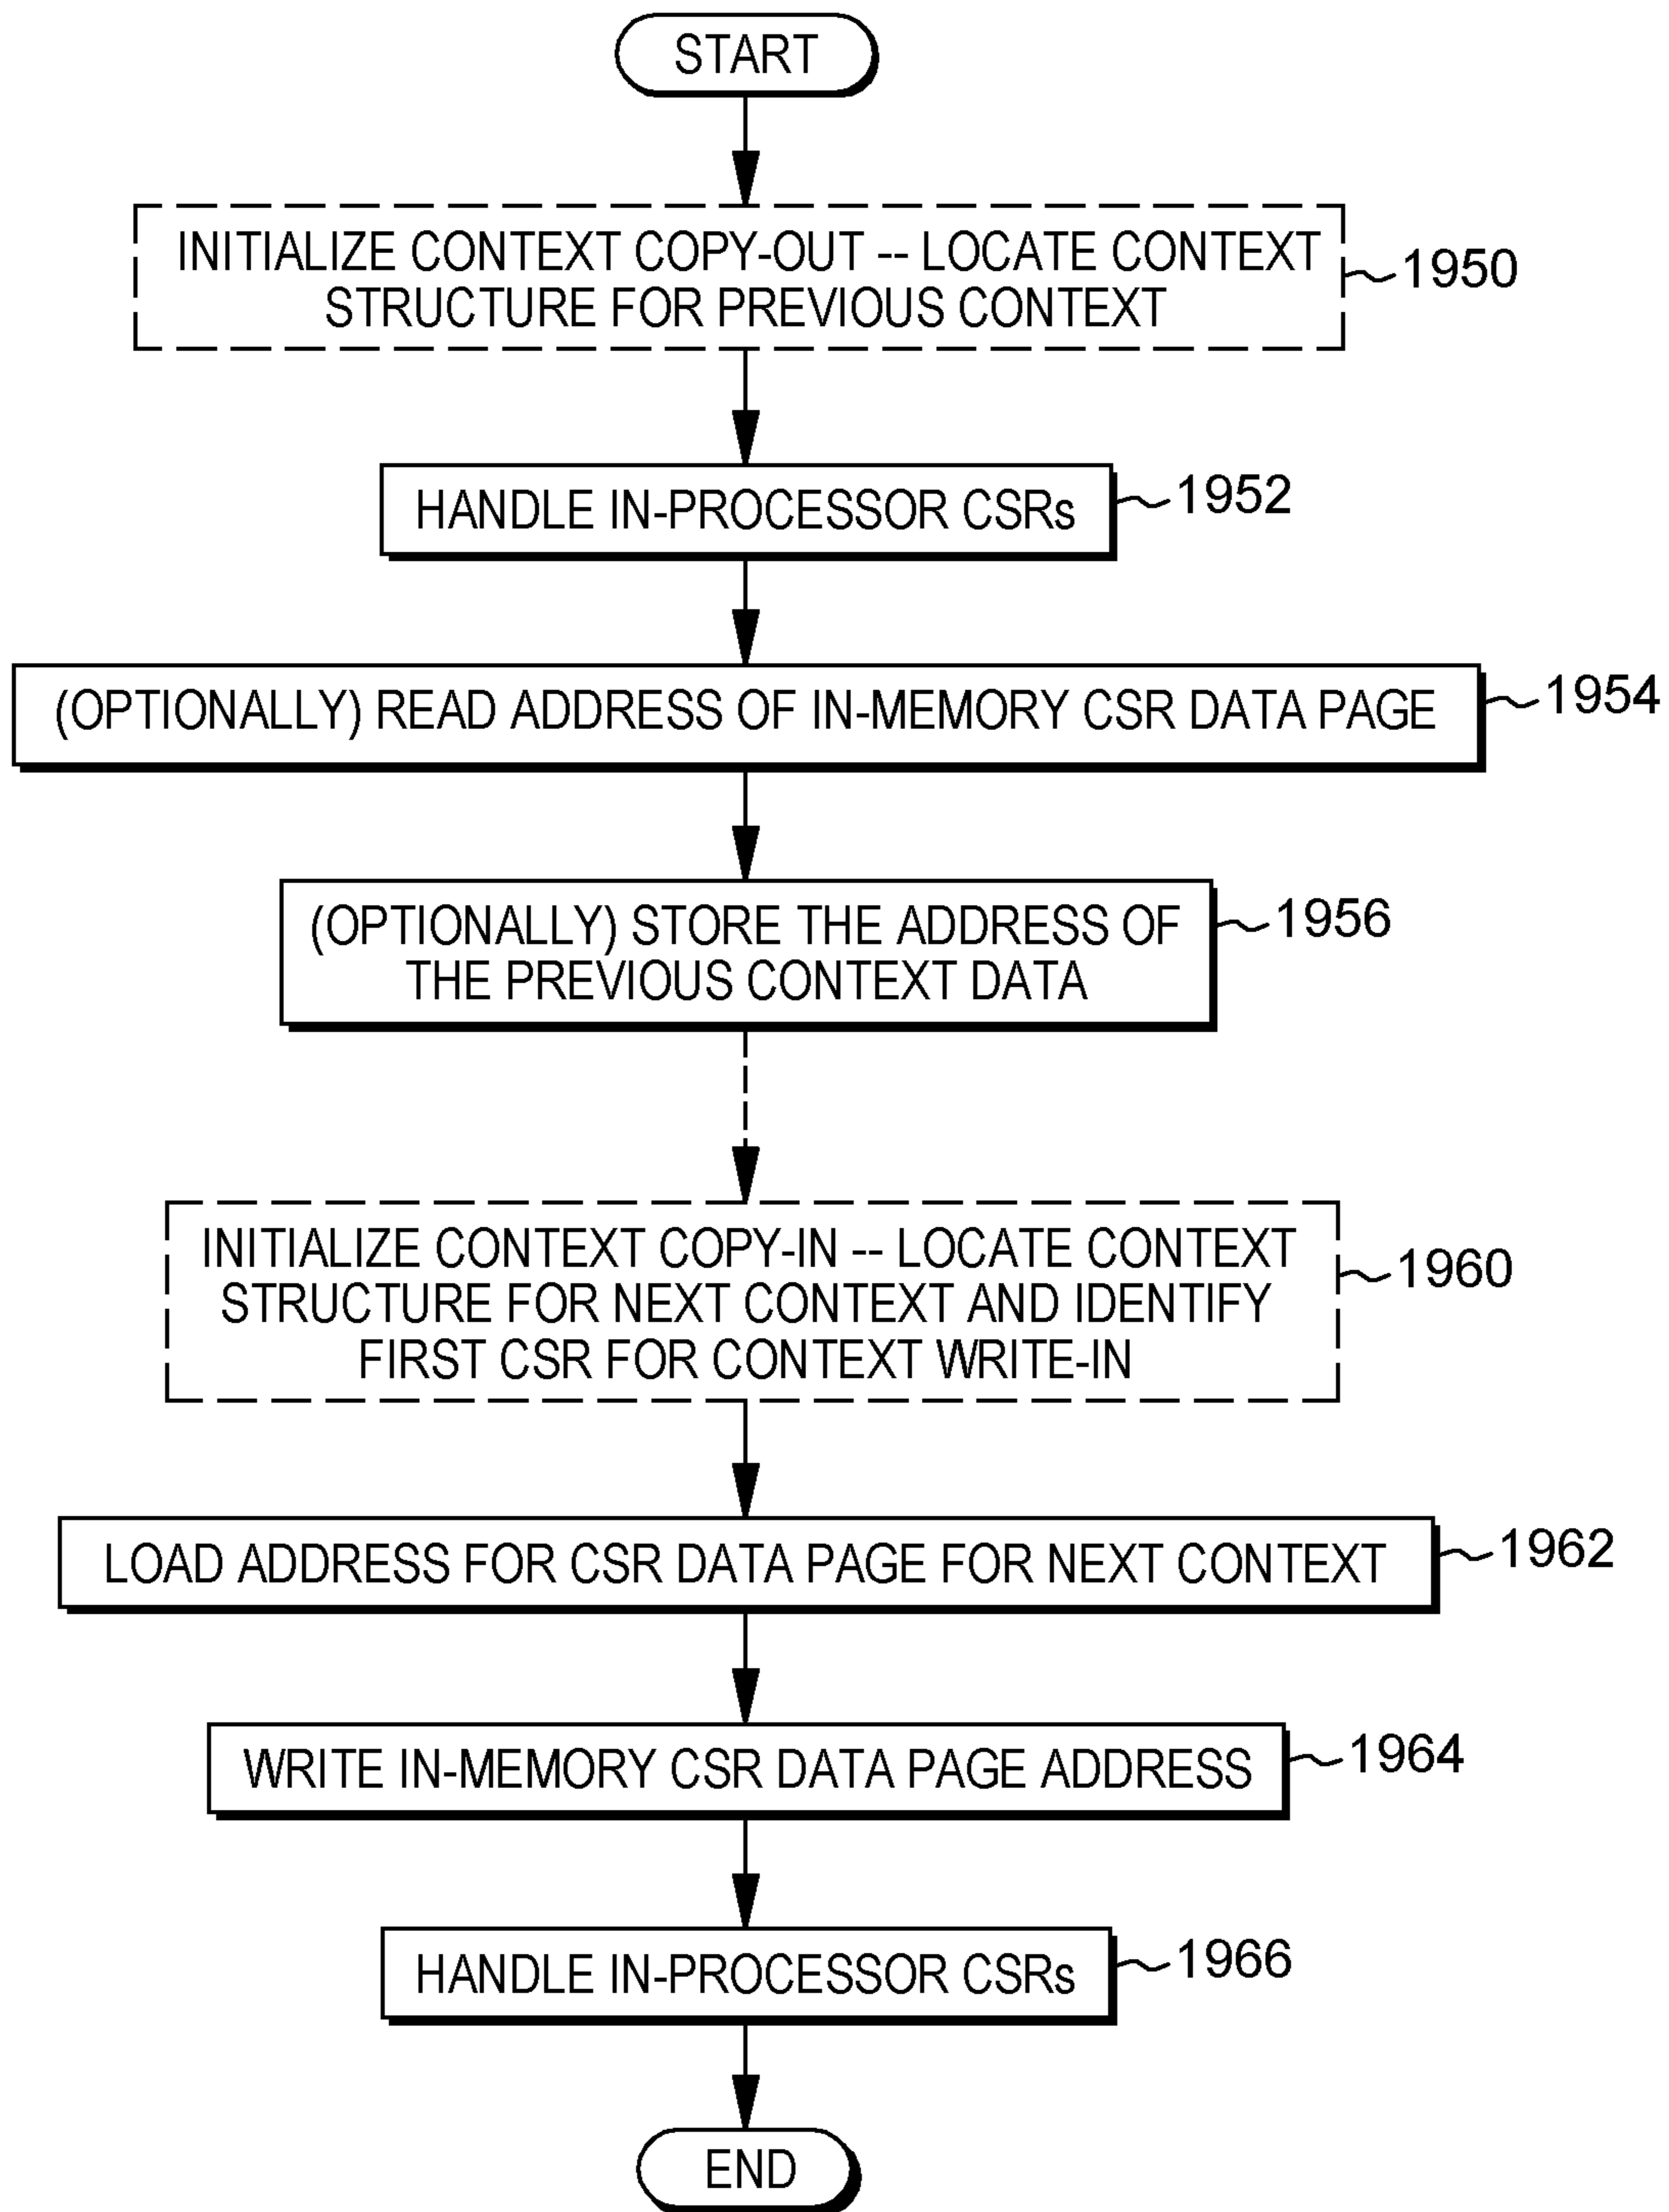 START
INITIALIZE CONTEXT COPY-OUT -- LOCATE CONTEXT
STRUCTURE FOR PREVIOUS CONTEXT
1950
HANDLE IN-PROCESSOR CSRs
1952
(OPTIONALLY) READ ADDRESS OF IN-MEMORY CSR DATA PAGE
1954
(OPTIONALLY) STORE THE ADDRESS OF
THE PREVIOUS CONTEXT DATA
1956
INITIALIZE CONTEXT COPY-IN -- LOCATE CONTEXT
STRUCTURE FOR NEXT CONTEXT AND IDENTIFY
FIRST CSR FOR CONTEXT WRITE-IN
1960
LOAD ADDRESS FOR CSR DATA PAGE FOR NEXT CONTEXT
1962
WRITE IN-MEMORY CSR DATA PAGE ADDRESS
1964
HANDLE IN-PROCESSOR CSRs
1966
END